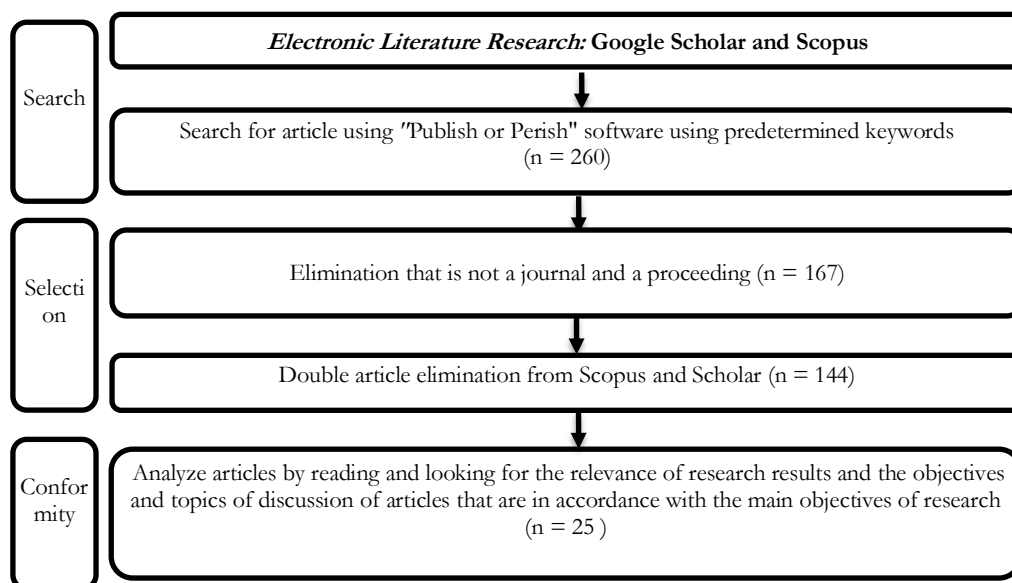 Search
Electronic Literature Research: Google Scholar and Scopus
Search for article using "Publish or Perish" software using predetermined keywords
(n = 260)
Selecti
on
Elimination that is not a journal and a proceeding (n = 167)
Double article elimination from Scopus and Scholar (n = 144)
Confor
mity
Analyze articles by reading and looking for the relevance of research results and the objectives
and topics of discussion of articles that are in accordance with the main objectives of research
(n = 25 )